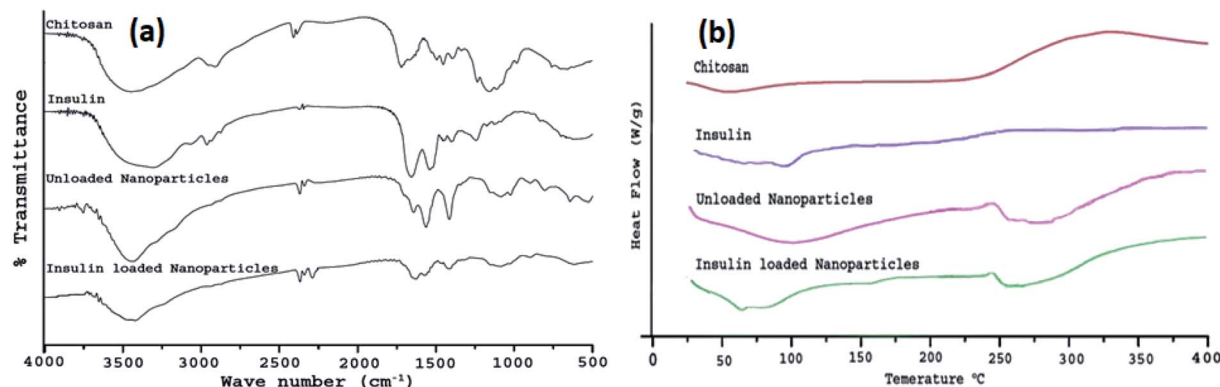 (a)
Chitosan
Insulin
Unloaded Nanoparticles
Insulin loaded Nanoparticles
% Transmittance
4000 3500 3000 2500 2000 1500 1000 500
Wave number (cm⁻¹)
(b)
Chitosan
Insulin
Unloaded Nanoparticles
Insulin loaded Nanoparticles
Heat Flow (W/g)
0 50 100 150 200 250 300 350 400
Temerature °C